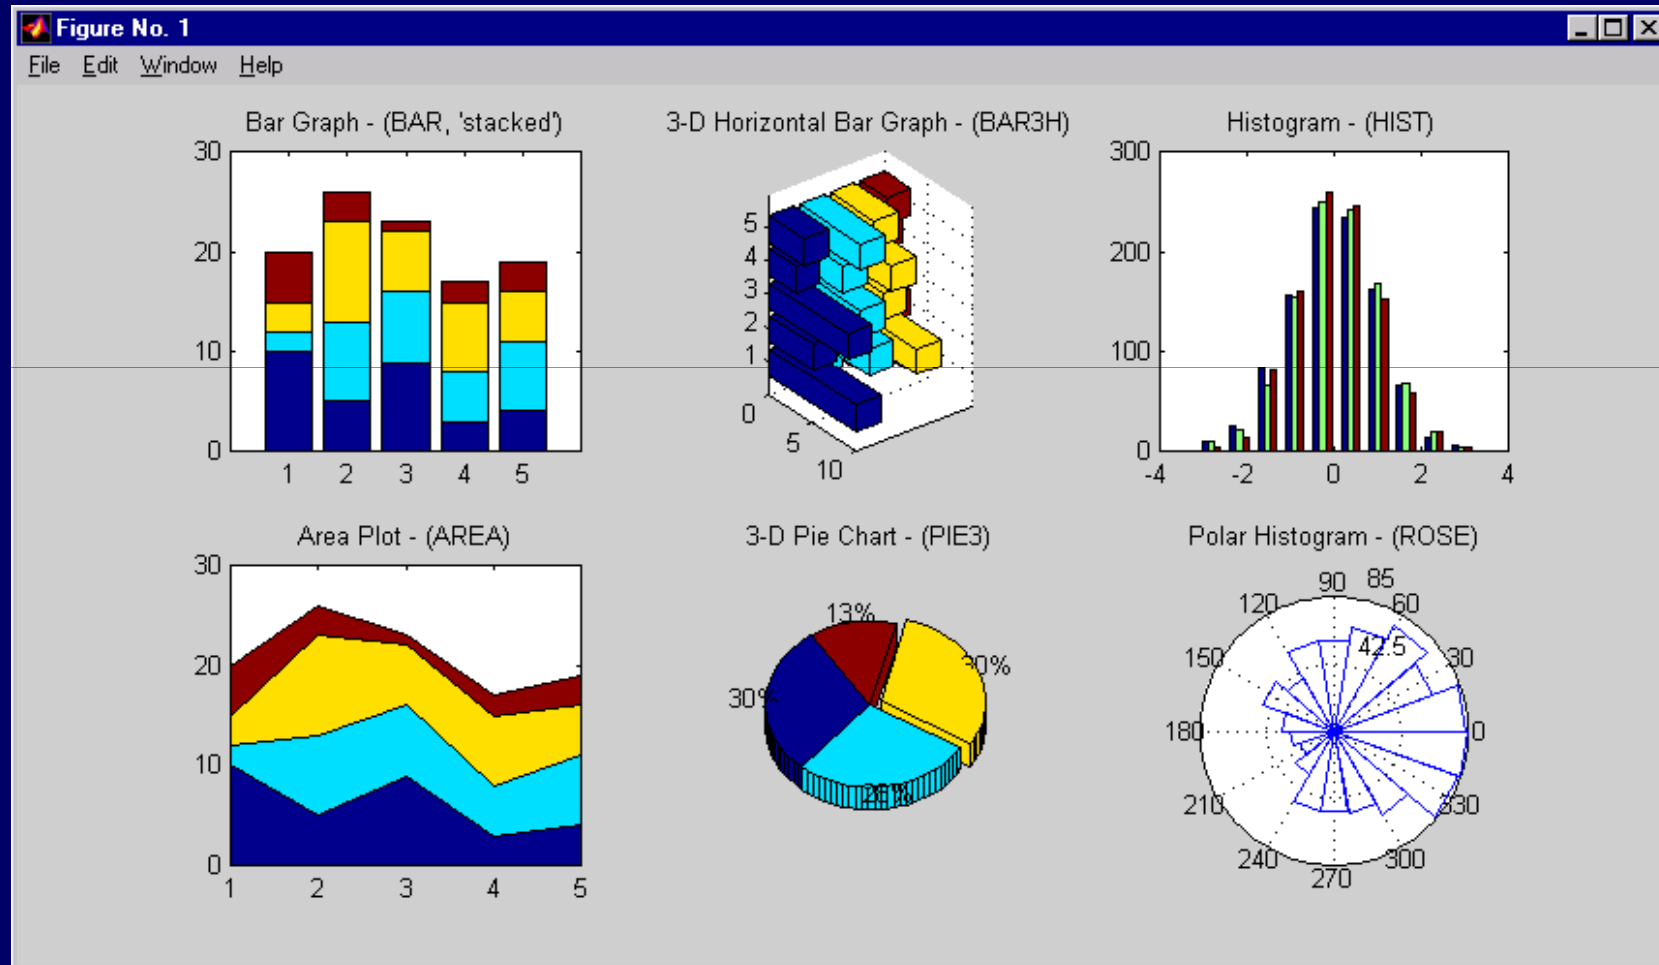 Figure No. 1
File Edit Window Help
Bar Graph - (BAR, 'stacked')
30
20
10
0
1 2 3 4 5
3-D Horizontal Bar Graph - (BAR3H)
5
4
3
2
1
0
5
10
Histogram - (HIST)
300
200
100
0
-4 -2 0 2 4
Area Plot - (AREA)
30
20
10
0
1 2 3 4 5
3-D Pie Chart - (PIE3)
13%
30%
30%
Polar Histogram - (ROSE)
90 85
120 60
42.5
150 30
180 0
210 330
240 300
270